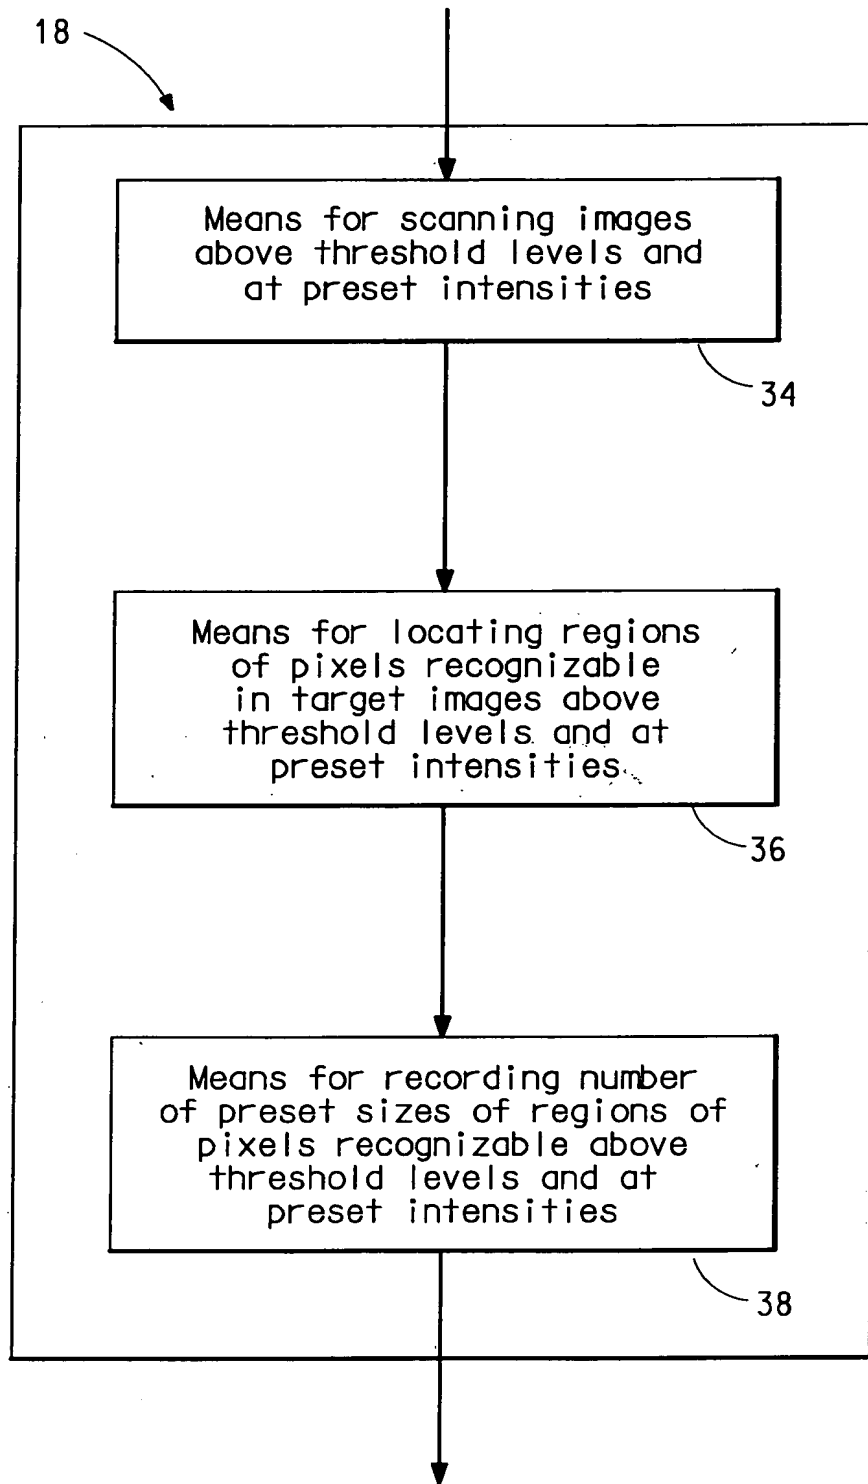 18
Means for scanning images
above threshold levels and
at preset intensities
34
Means for locating regions
of pixels recognizable
in target images above
threshold levels and at
preset intensities
36
Means for recording number
of preset sizes of regions of
pixels recognizable above
threshold levels and at
preset intensities
38